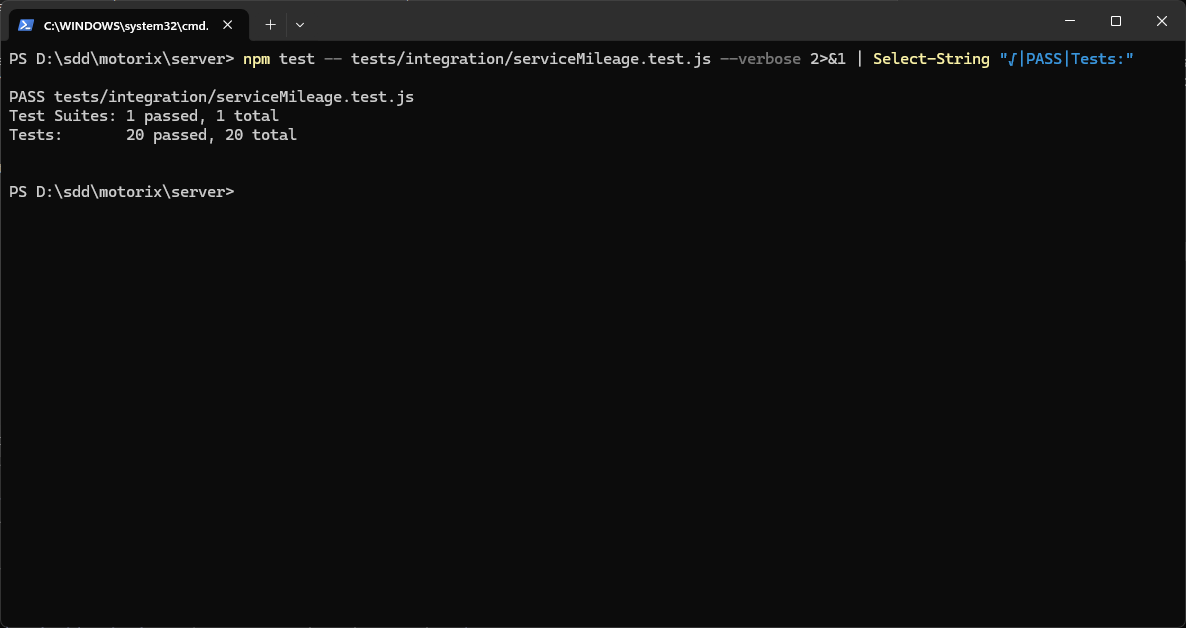 C:\WINDOWS\system32\cmd.
PS D:\sdd\motorix\server> npm test -- tests/integration/serviceMileage.test.js --verbose 2>&1 | Select-String "√|PASS|Tests:"
PASS tests/integration/serviceMileage.test.js
Test Suites: 1 passed, 1 total
Tests:       20 passed, 20 total
PS D:\sdd\motorix\server>